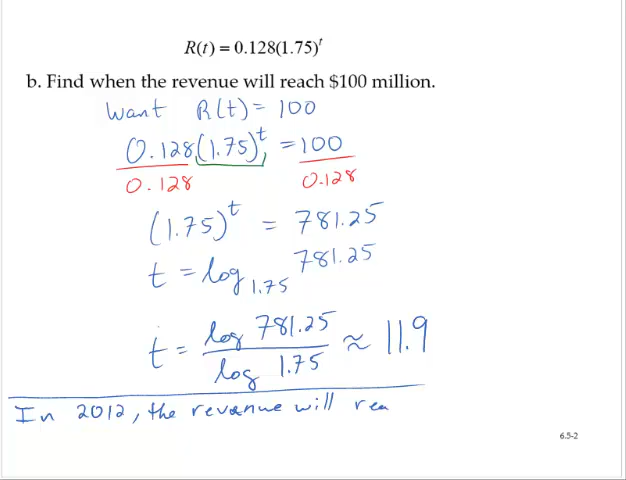 R(t) = 0.128(1.75)^t
b. Find when the revenue will reach $100 million.
Want R(t) = 100
0.128(1.75)^t = 100
0.128 0.128
(1.75)^t = 781.25
t = log_1.75 781.25
t = log 781.25 / log 1.75 ≈ 11.9
In 2012, the revenue will rea
6.5-2